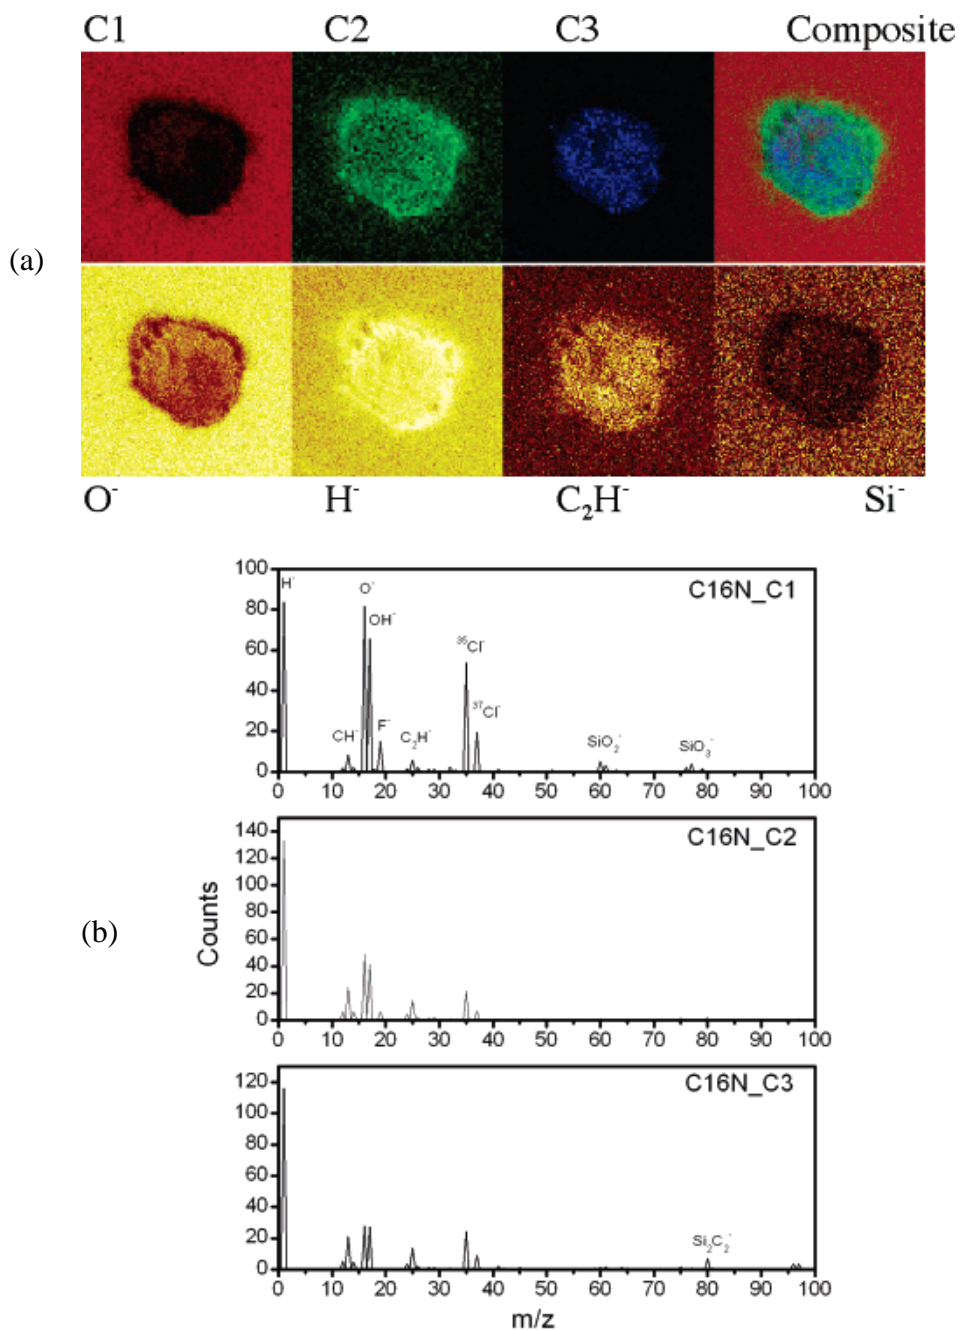 C1 C2 C3 Composite
(a)
O⁻ H⁻ C₂H⁻ Si⁻
(b)
Counts
100
80
60
40
20
0
H⁻ O⁻ OH⁻ CH⁻ F⁻ C₂H⁻ ³⁵Cl⁻ ³⁷Cl⁻ SiO₂⁻ SiO₃⁻
C16N_C1
0 10 20 30 40 50 60 70 80 90 100
140
120
100
80
60
40
20
0
C16N_C2
0 10 20 30 40 50 60 70 80 90 100
120
100
80
60
40
20
0
C16N_C3
Si₂C₂⁻
0 10 20 30 40 50 60 70 80 90 100
m/z